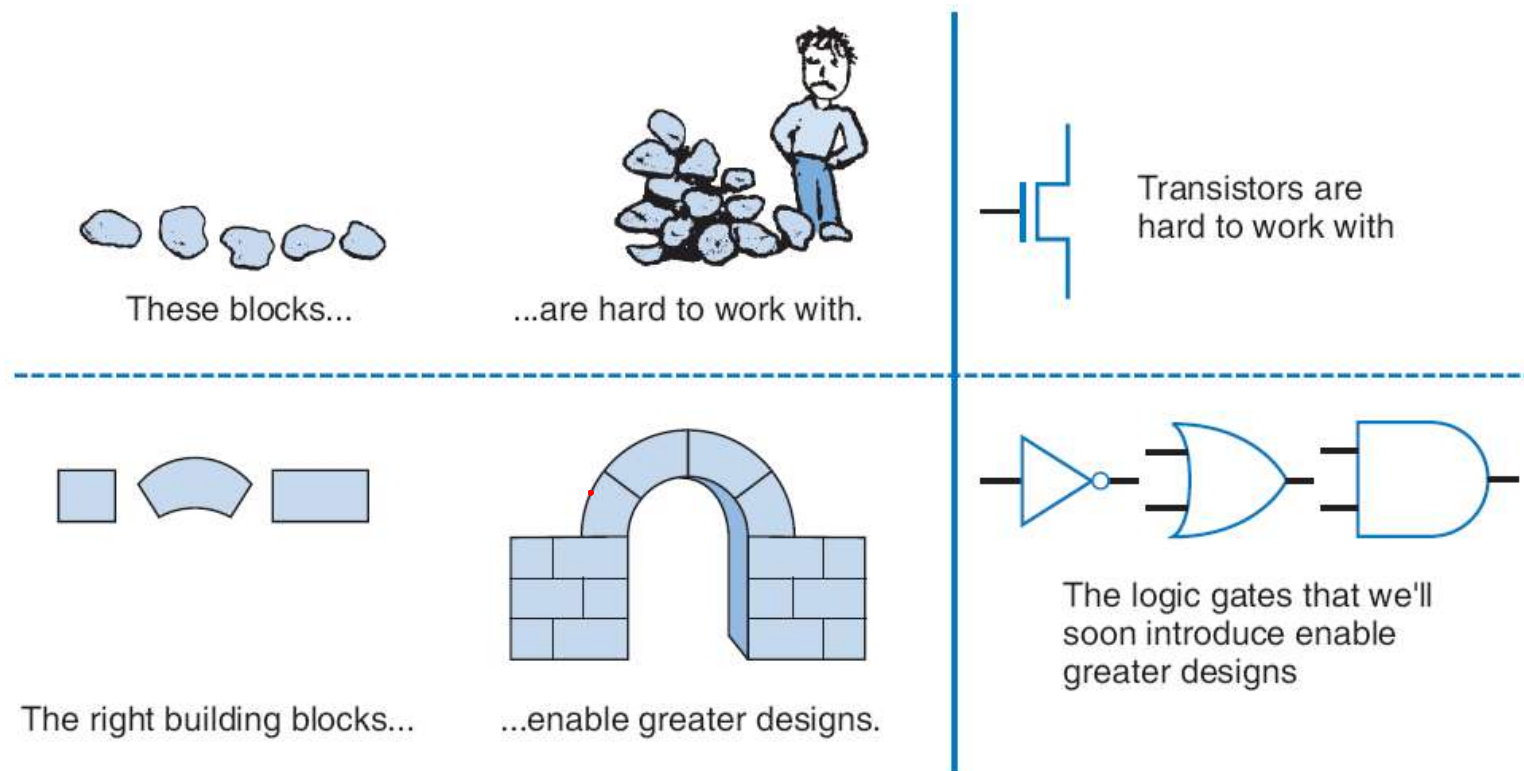 These blocks...
...are hard to work with.
Transistors are
hard to work with
The right building blocks...
...enable greater designs.
The logic gates that we'll
soon introduce enable
greater designs